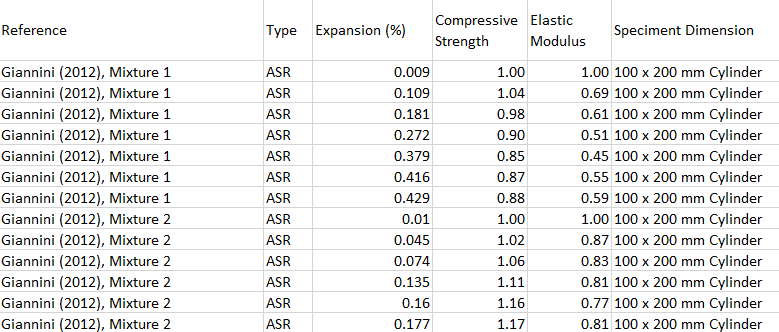 Reference Type Expansion (%) Compressive Strength Elastic Modulus Speciment Dimension
Giannini (2012), Mixture 1 ASR 0.009 1.00 1.00 100 x 200 mm Cylinder
Giannini (2012), Mixture 1 ASR 0.109 1.04 0.69 100 x 200 mm Cylinder
Giannini (2012), Mixture 1 ASR 0.181 0.98 0.61 100 x 200 mm Cylinder
Giannini (2012), Mixture 1 ASR 0.272 0.90 0.51 100 x 200 mm Cylinder
Giannini (2012), Mixture 1 ASR 0.379 0.85 0.45 100 x 200 mm Cylinder
Giannini (2012), Mixture 1 ASR 0.416 0.87 0.55 100 x 200 mm Cylinder
Giannini (2012), Mixture 1 ASR 0.429 0.88 0.59 100 x 200 mm Cylinder
Giannini (2012), Mixture 2 ASR 0.01 1.00 1.00 100 x 200 mm Cylinder
Giannini (2012), Mixture 2 ASR 0.045 1.02 0.87 100 x 200 mm Cylinder
Giannini (2012), Mixture 2 ASR 0.074 1.06 0.83 100 x 200 mm Cylinder
Giannini (2012), Mixture 2 ASR 0.135 1.11 0.81 100 x 200 mm Cylinder
Giannini (2012), Mixture 2 ASR 0.16 1.16 0.77 100 x 200 mm Cylinder
Giannini (2012), Mixture 2 ASR 0.177 1.17 0.81 100 x 200 mm Cylinder